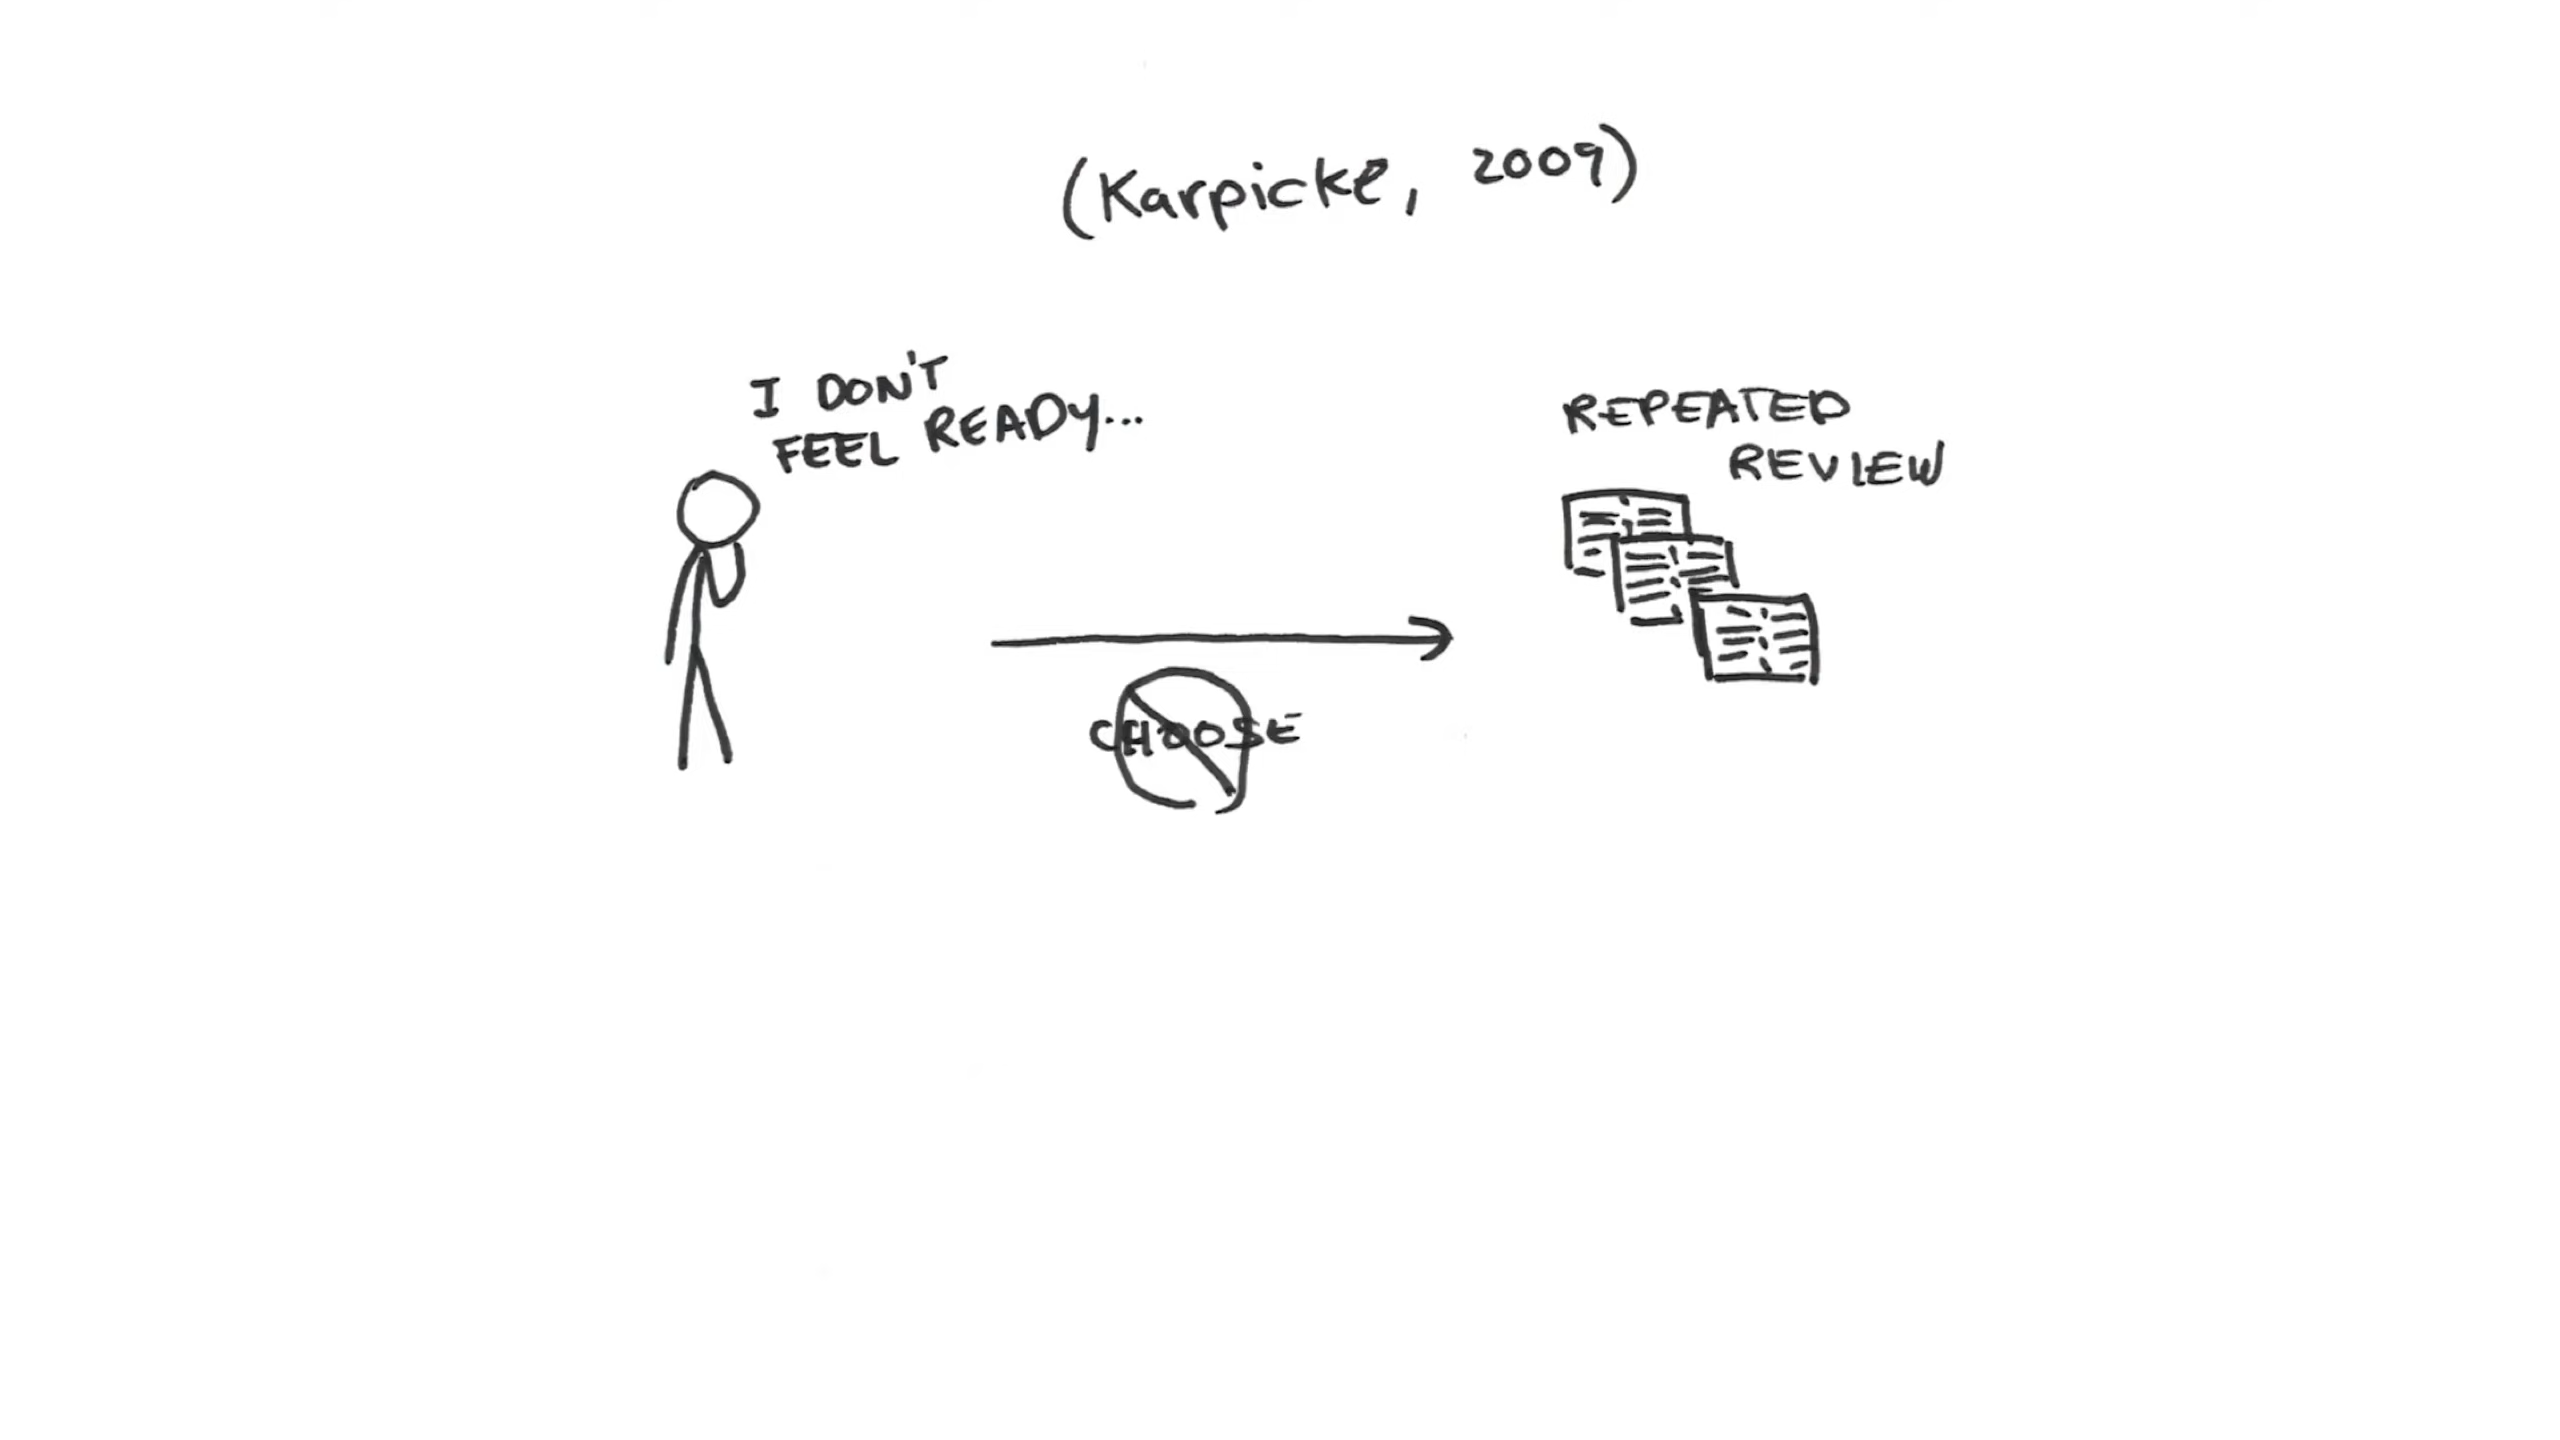 (Karpicke, 2009)
I DON'T
FEEL READY...
REPEATED
REVIEW
CHOOSE